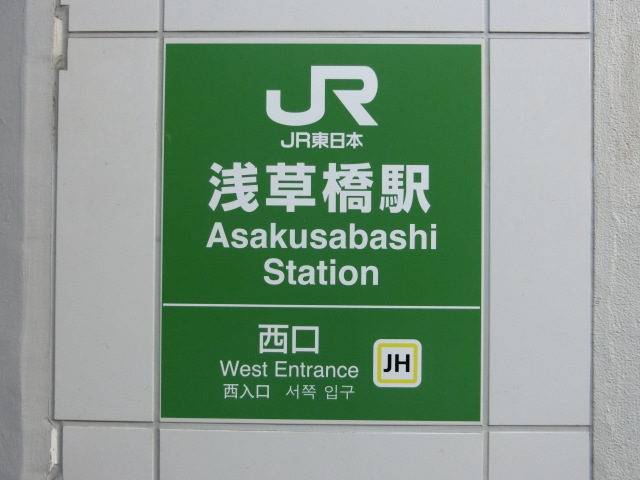 JR
JR東日本
浅草橋駅
Asakusabashi
Station
西口
West Entrance
JH
西入口 서쪽 입구